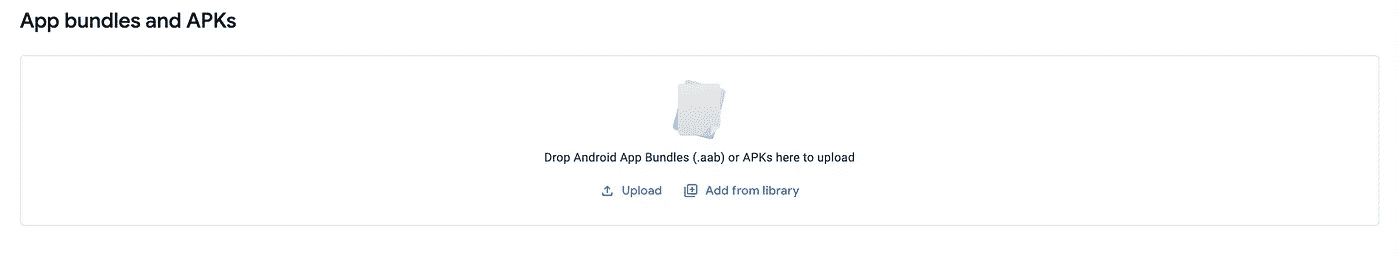 App bundles and APKs
Drop Android App Bundles (.aab) or APKs here to upload
Upload Add from library